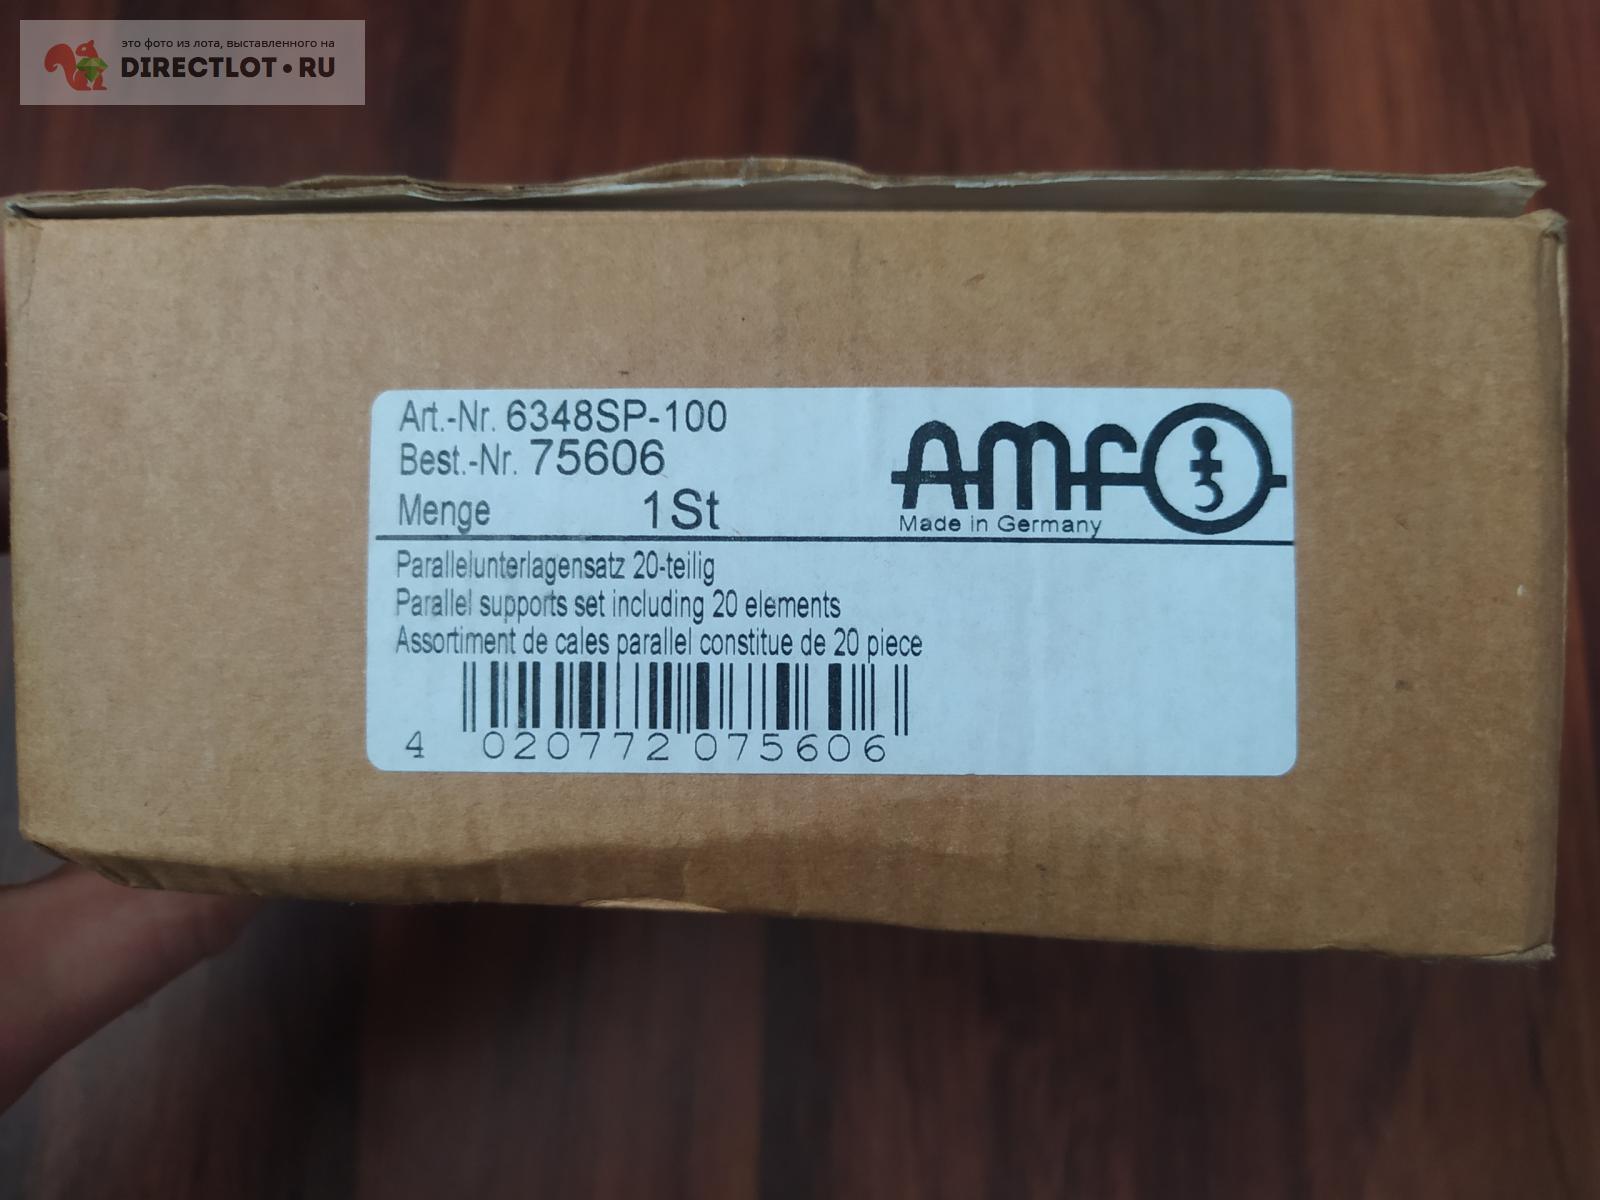 это фото из лота, выставленного на
DIRECTLOT•RU
Art.-Nr. 6348SP-100
Best.-Nr. 75606
Menge 1St
AMF
Made in Germany
Parallelunterlagensatz 20-teilig
Parallel supports set including 20 elements
Assortiment de cales parallel constitue de 20 piece
4 020772 075606